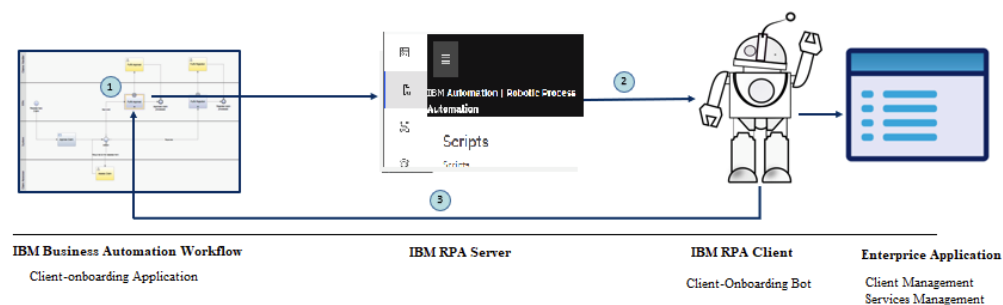 1
2
3
IBM Automation | Robotic Process
Automation
Scripts
Scripts
IBM Business Automation Workflow
Client-onboarding Application
IBM RPA Server
IBM RPA Client
Client-Onboarding Bot
Enterprice Application
Client Management
Services Management